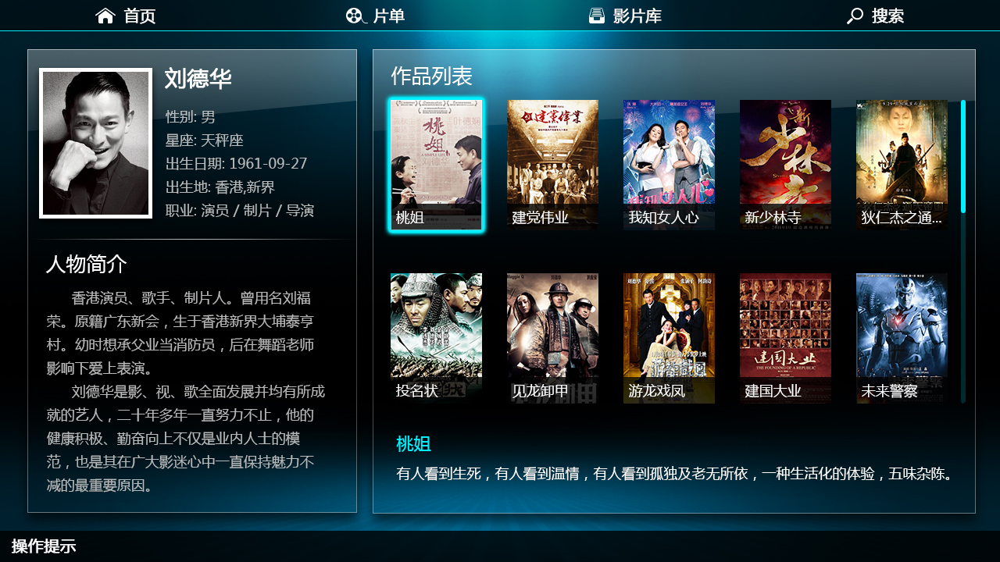 首页
片单
影片库
搜索
刘德华
性别: 男
星座: 天秤座
出生日期: 1961-09-27
出生地: 香港,新界
职业: 演员 / 制片 / 导演
人物简介
香港演员、歌手、制片人。曾用名刘福
荣。原籍广东新会，生于香港新界大埔泰亨
村。幼时想承父业当消防员，后在舞蹈老师
影响下爱上表演。
刘德华是影、视、歌全面发展并均有所成
就的艺人，二十年多年一直努力不止，他的
健康积极、勤奋向上不仅是业内人士的模
范，也是其在广大影迷心中一直保持魅力不
减的最重要原因。
作品列表
桃姐
A SIMPLE LIFE
桃姐
建党伟业
我知女人心
新少林寺
狄仁杰之通...
投名状
见龙卸甲
游龙戏凤
建国大业
THE FOUNDING OF A REPUBLIC
建国大业
未来警察
桃姐
有人看到生死，有人看到温情，有人看到孤独及老无所依，一种生活化的体验，五味杂陈。
操作提示